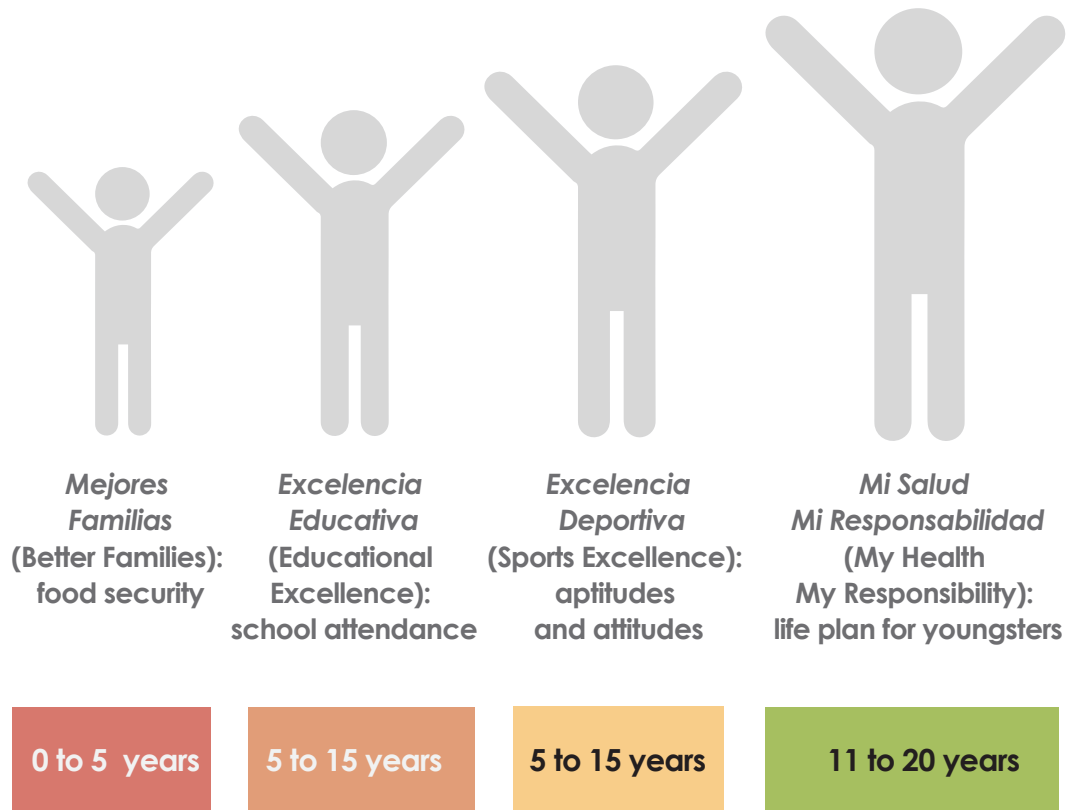 Mejores
Familias
(Better Families):
food security
Excelencia
Educativa
(Educational
Excellence):
school attendance
Excelencia
Deportiva
(Sports Excellence):
aptitudes
and attitudes
Mi Salud
Mi Responsabilidad
(My Health
My Responsibility):
life plan for youngsters
0 to 5 years
5 to 15 years
5 to 15 years
11 to 20 years